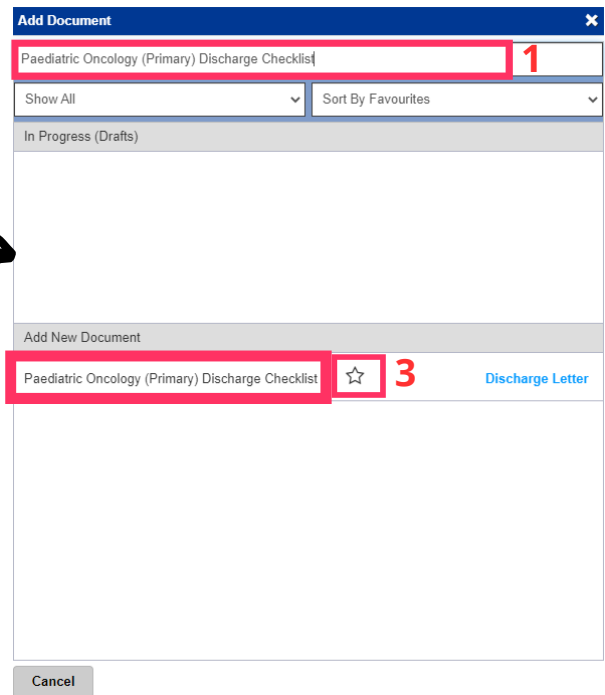 Add Document
Paediatric Oncology (Primary) Discharge Checklist 1
Show All Sort By Favourites
In Progress (Drafts)
Add New Document
Paediatric Oncology (Primary) Discharge Checklist 3 Discharge Letter
Cancel